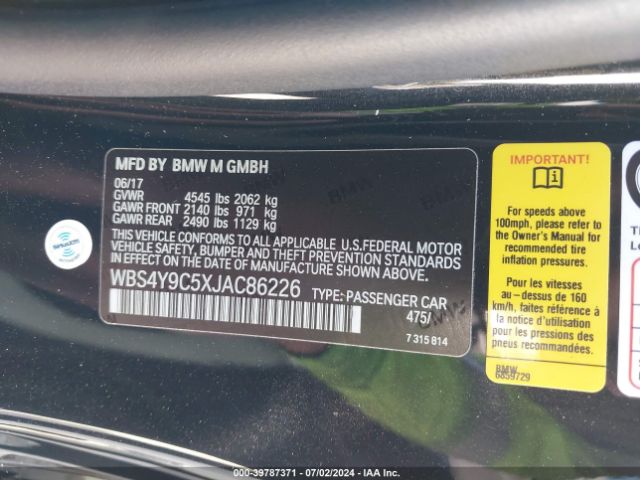 MFD BY BMW M GMBH
06/17
GVWR 4545 lbs 2062 kg
GAWR FRONT 2140 lbs 971 kg
GAWR REAR 2490 lbs 1129 kg
THIS VEHICLE CONFORMS TO ALL APPLICABLE U.S.FEDERAL MOTOR
VEHICLE SAFETY, BUMPER AND THEFT PREVENTION STANDARDS
IN EFFECT ON THE DATE OF MANUFACTURE SHOWN ABOVE.
WBS4Y9C5XJAC86226 TYPE: PASSENGER CAR
475/
7 315 814
BMW
BMW
SiriusXM
IMPORTANT!
For speeds above
100mph, please refer to
the Owner's Manual for
recommended tire
inflation pressures.
Pour les vitesses
au-dessus de 160
km/h, faites référence
à la notice d'utilisation
pour les pressions des
pneus recommandées.
BMW
6859729
000-39787371 - 07/02/2024 - IAA Inc.